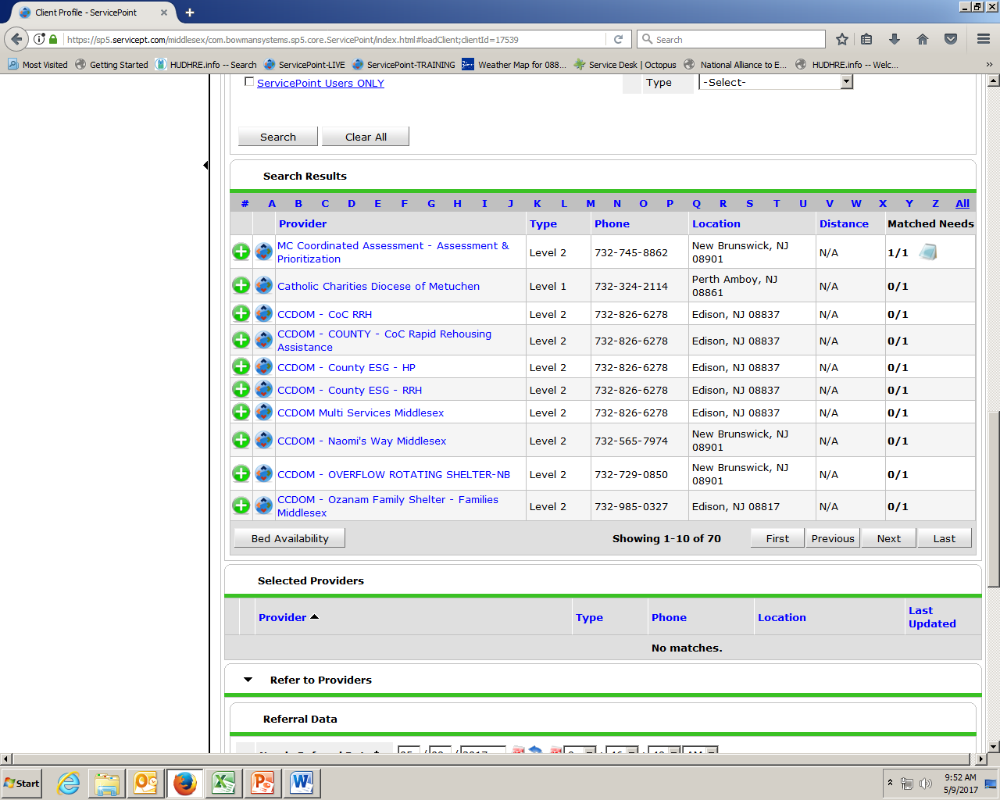 Client Profile - ServicePoint
https://sp5.servicept.com/middlesex/com.bowmansystems.sp5.core.ServicePoint/index.html#loadClient;clientId=17539
Search
Most Visited Getting Started HUDHRE.info -- Search ServicePoint-LIVE ServicePoint-TRAINING Weather Map for 088... Service Desk | Octopus National Alliance to E... HUDHRE.info -- Welc...
ServicePoint Users ONLY Type -Select-
Search Clear All
Search Results
# A B C D E F G H I J K L M N O P Q R S T U V W X Y Z All
Provider Type Phone Location Distance Matched Needs
MC Coordinated Assessment - Assessment & Prioritization Level 2 732-745-8862 New Brunswick, NJ 08901 N/A 1/1
Catholic Charities Diocese of Metuchen Level 1 732-324-2114 Perth Amboy, NJ 08861 N/A 0/1
CCDOM - CoC RRH Level 2 732-826-6278 Edison, NJ 08837 N/A 0/1
CCDOM - COUNTY - CoC Rapid Rehousing Assistance Level 2 732-826-6278 Edison, NJ 08837 N/A 0/1
CCDOM - County ESG - HP Level 2 732-826-6278 Edison, NJ 08837 N/A 0/1
CCDOM - County ESG - RRH Level 2 732-826-6278 Edison, NJ 08837 N/A 0/1
CCDOM Multi Services Middlesex Level 2 732-826-6278 Edison, NJ 08837 N/A 0/1
CCDOM - Naomi's Way Middlesex Level 2 732-565-7974 New Brunswick, NJ 08901 N/A 0/1
CCDOM - OVERFLOW ROTATING SHELTER-NB Level 2 732-729-0850 New Brunswick, NJ 08901 N/A 0/1
CCDOM - Ozanam Family Shelter - Families Middlesex Level 2 732-985-0327 Edison, NJ 08817 N/A 0/1
Bed Availability Showing 1-10 of 70 First Previous Next Last
Selected Providers
Provider Type Phone Location Last Updated
No matches.
Refer to Providers
Referral Data
Start 9:52 AM
5/9/2017